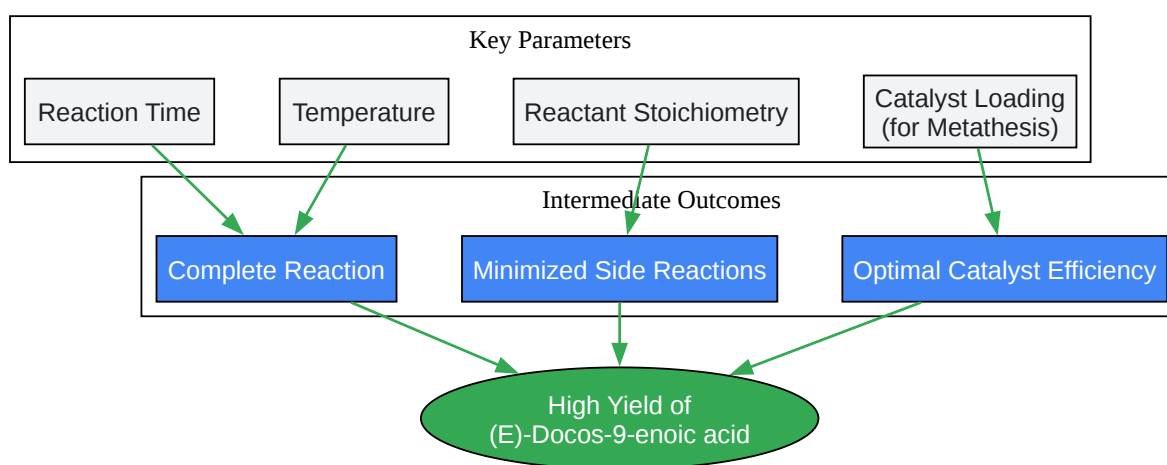 Key Parameters
Reaction Time
Temperature
Reactant Stoichiometry
Catalyst Loading
(for Metathesis)
Intermediate Outcomes
Complete Reaction
Minimized Side Reactions
Optimal Catalyst Efficiency
High Yield of
(E)-Docos-9-enoic acid